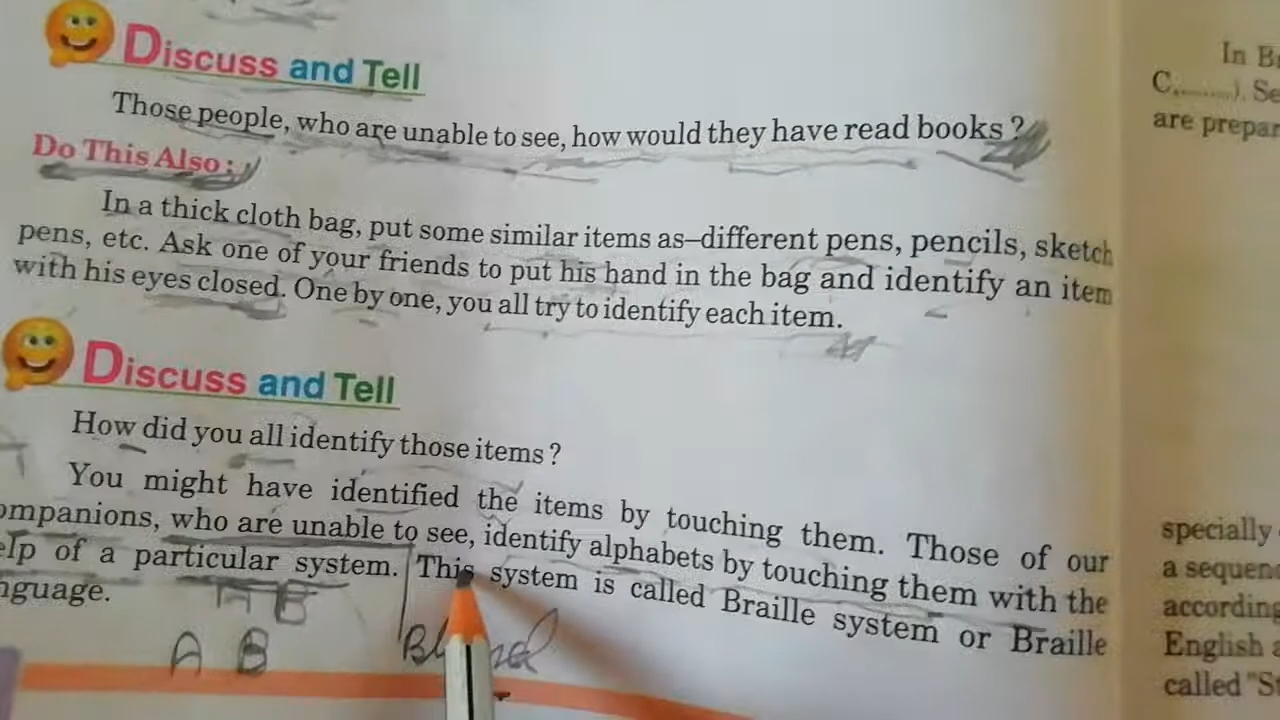 Discuss and Tell
Those people, who are unable to see, how would they have read books ?
Do This Also :
In a thick cloth bag, put some similar items as–different pens, pencils, sketch
pens, etc. Ask one of your friends to put his hand in the bag and identify an item
with his eyes closed. One by one, you all try to identify each item.
Discuss and Tell
How did you all identify those items ?
You might have identified the items by touching them. Those of our
ompanions, who are unable to see, identify alphabets by touching them with the
elp of a particular system. This system is called Braille system or Braille
nguage.
A B
In B
C,.........). Se
are prepar
specially
a sequenc
according
English a
called "St